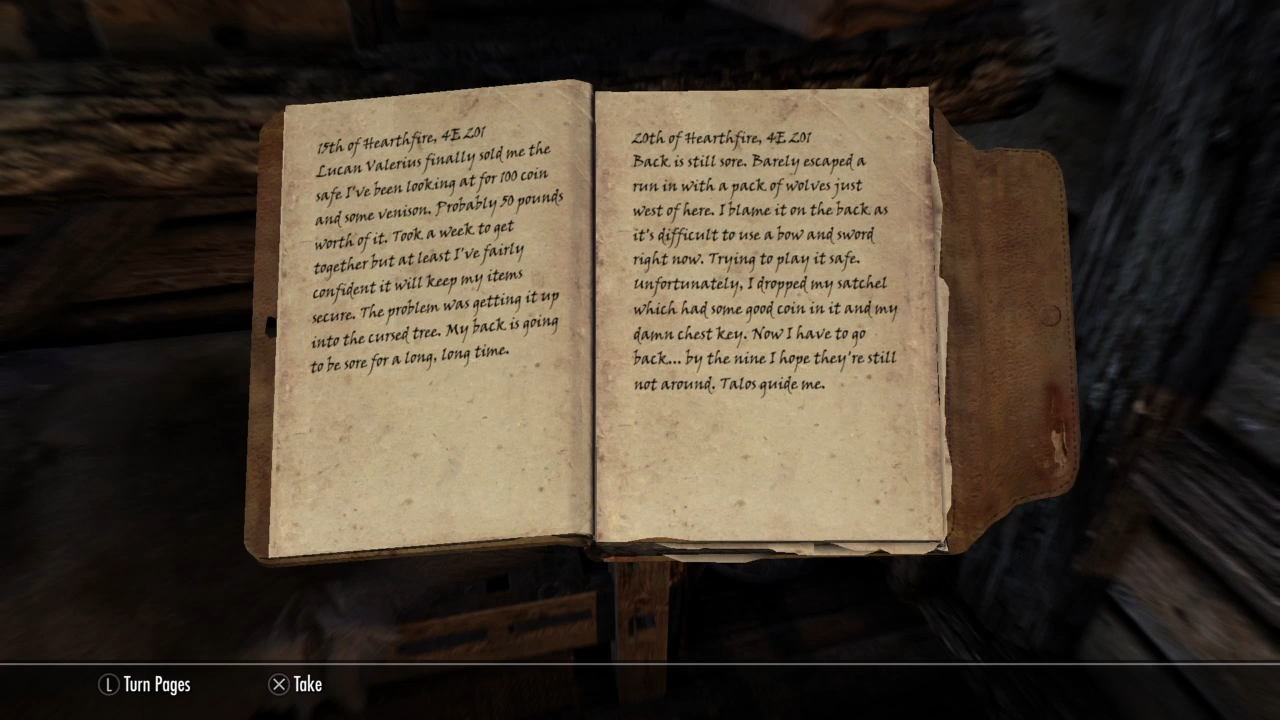 15th of Hearthfire, 4E 201
Lucan Valerius finally sold me the
safe I've been looking at for 100 coin
and some venison. Probably 50 pounds
worth of it. Took a week to get
together but at least I've fairly
confident it will keep my items
secure. The problem was getting it up
into the cursed tree. My back is going
to be sore for a long, long time.
20th of Hearthfire, 4E 201
Back is still sore. Barely escaped a
run in with a pack of wolves just
west of here. I blame it on the back as
it's difficult to use a bow and sword
right now. Trying to play it safe.
Unfortunately, I dropped my satchel
which had some good coin in it and my
damn chest key. Now I have to go
back... by the nine I hope they're still
not around. Talos guide me.
L Turn Pages
X Take